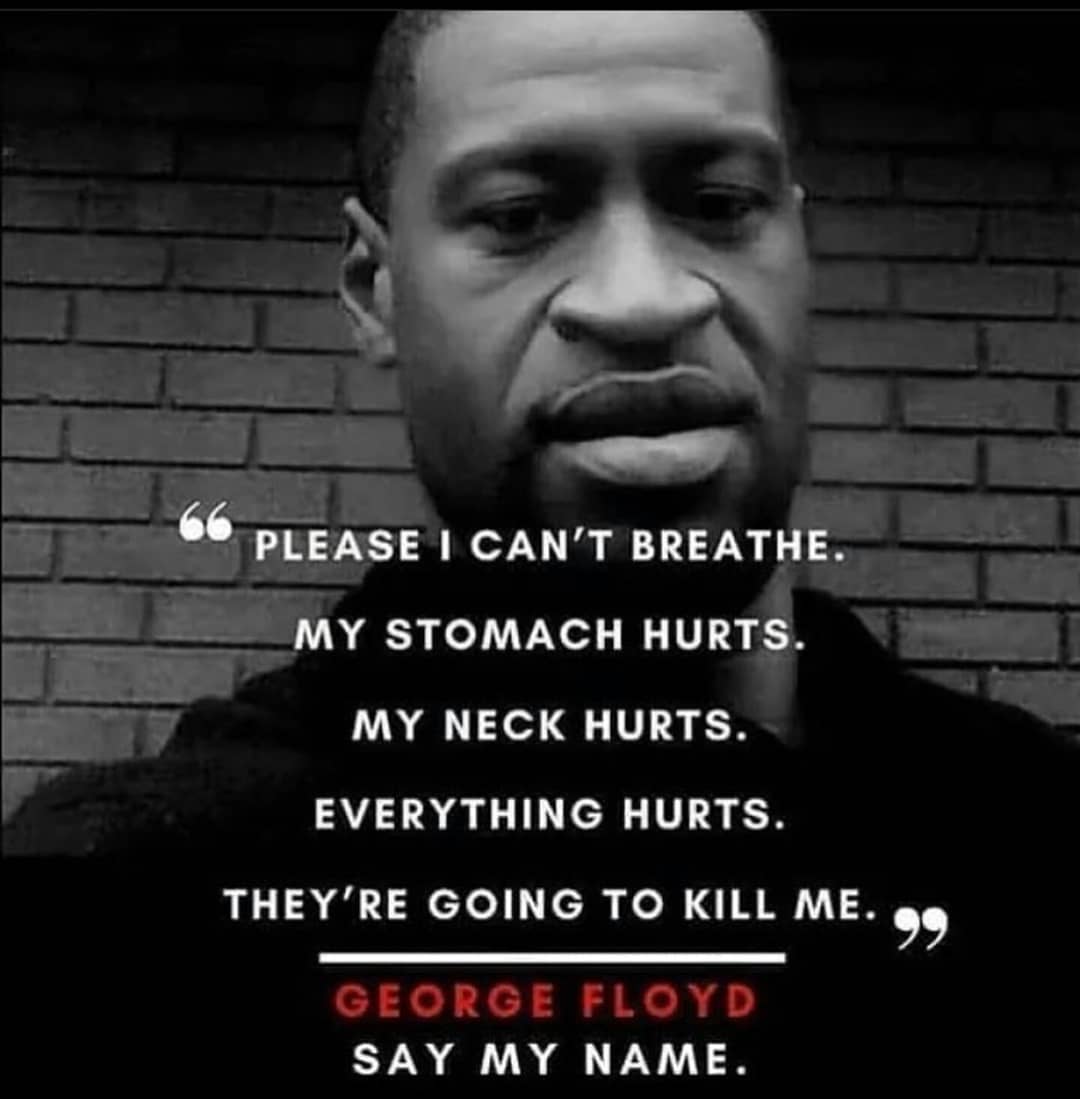 “ PLEASE I CAN’T BREATHE.
MY STOMACH HURTS.
MY NECK HURTS.
EVERYTHING HURTS.
THEY’RE GOING TO KILL ME. ”
GEORGE FLOYD
SAY MY NAME.